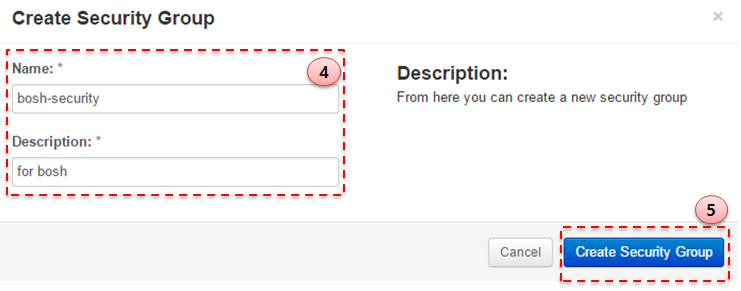 Create Security Group
×
Name: *
4
bosh-security
Description: *
for bosh
Description:
From here you can create a new security group
5
Cancel
Create Security Group